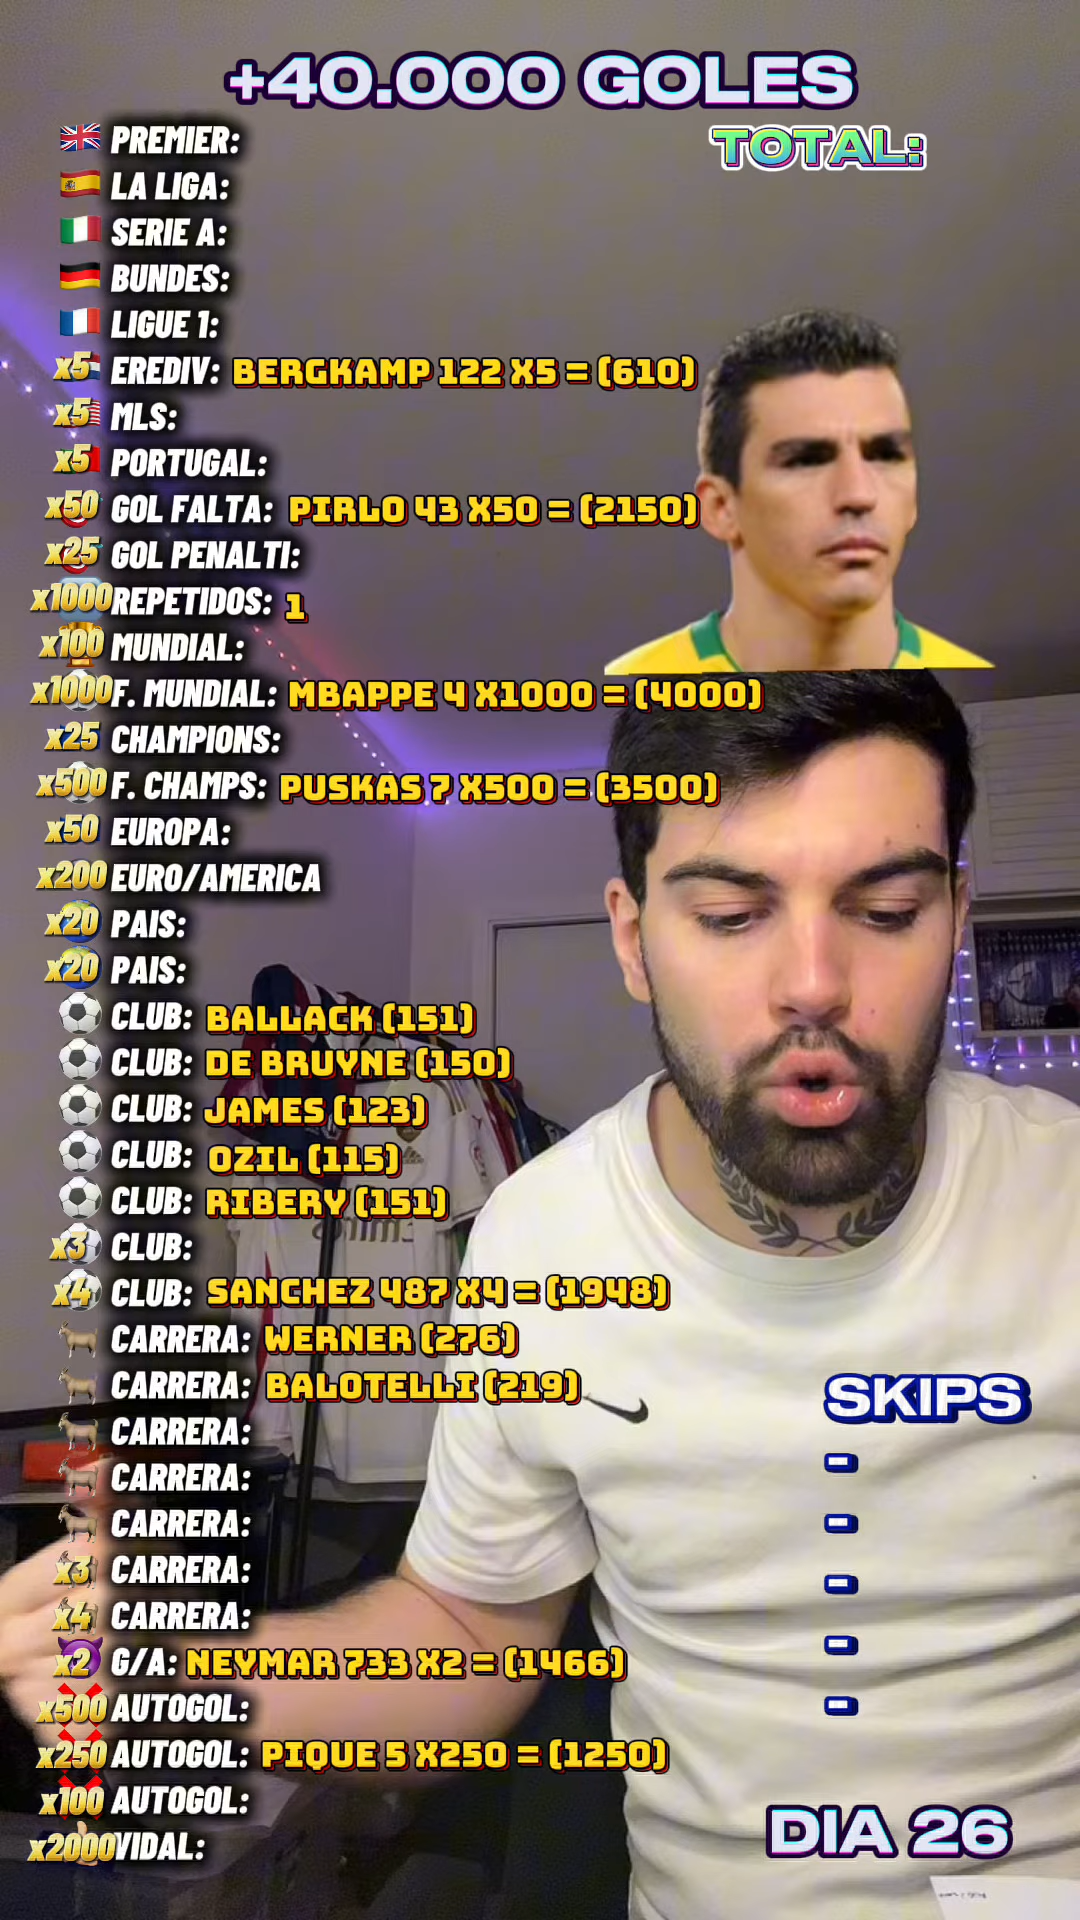 +40.000 GOLES
TOTAL:
PREMIER:
LA LIGA:
SERIE A:
BUNDES:
LIGUE 1:
x5 EREDIV: BERGKAMP 122 X5 = (610)
x5 MLS:
x5 PORTUGAL:
x50 GOL FALTA: PIRLO 43 X50 = (2150)
x25 GOL PENALTI:
x1000 REPETIDOS: 1
x100 MUNDIAL:
x1000 F. MUNDIAL: MBAPPE 4 X1000 = (4000)
x25 CHAMPIONS:
x500 F. CHAMPS: PUSKAS 7 X500 = (3500)
x50 EUROPA:
x200 EURO/AMERICA
x20 PAIS:
x20 PAIS:
CLUB: BALLACK (151)
CLUB: DE BRUYNE (150)
CLUB: JAMES (123)
CLUB: OZIL (115)
CLUB: RIBERY (151)
x3 CLUB:
x4 CLUB: SANCHEZ 487 X4 = (1948)
CARRERA: WERNER (276)
CARRERA: BALOTELLI (219)
CARRERA:
CARRERA:
CARRERA:
x3 CARRERA:
x4 CARRERA:
x2 G/A: NEYMAR 733 X2 = (1466)
x500 AUTOGOL:
x250 AUTOGOL: PIQUE 5 X250 = (1250)
x100 AUTOGOL:
x2000 VIDAL:
SKIPS
-
-
-
-
-
DIA 26